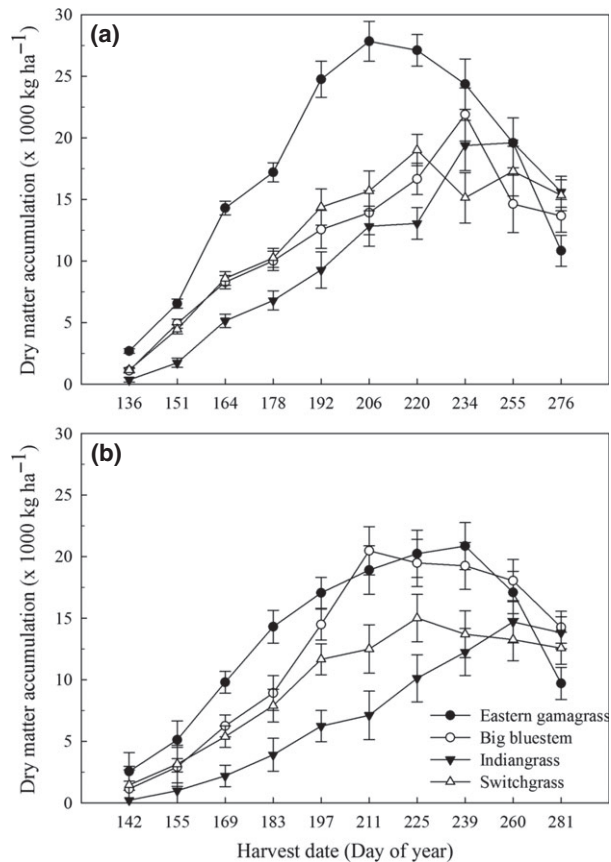 (a)
Dry matter accumulation (x 1000 kg ha⁻¹)
30
25
20
15
10
5
0
136 151 164 178 192 206 220 234 255 276
(b)
Dry matter accumulation (x 1000 kg ha⁻¹)
30
25
20
15
10
5
0
Eastern gamagrass
Big bluestem
Indiangrass
Switchgrass
142 155 169 183 197 211 225 239 260 281
Harvest date (Day of year)